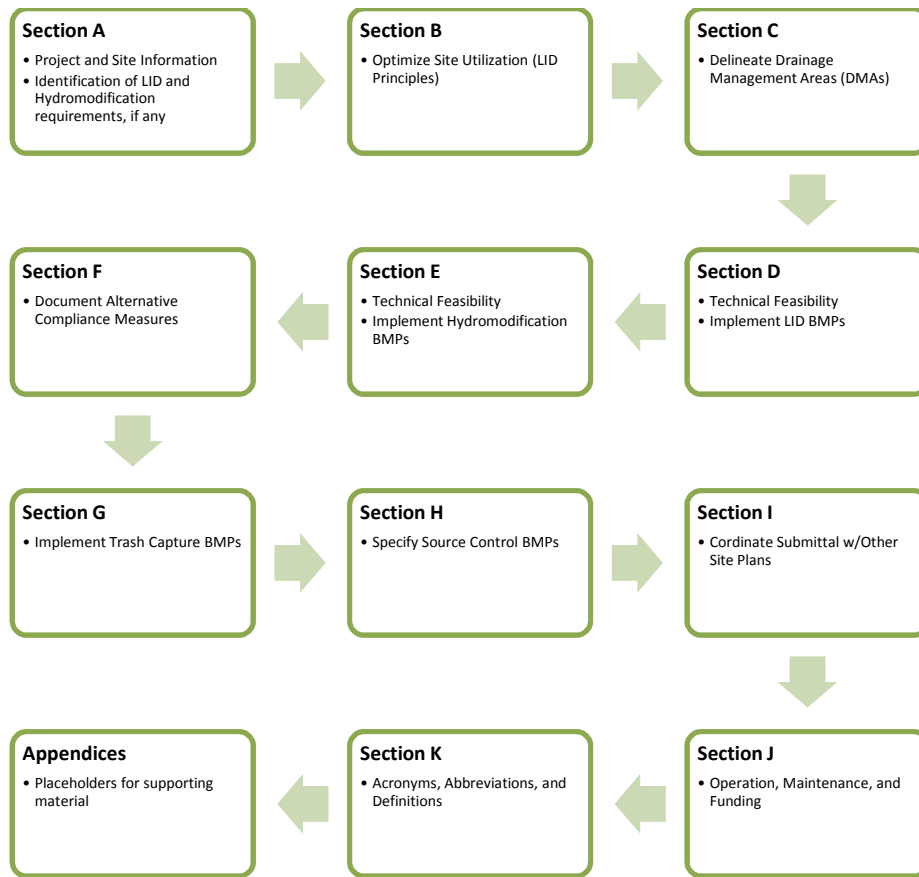 Section A
• Project and Site Information
• Identification of LID and
Hydromodification
requirements, if any
Section B
• Optimize Site Utilization (LID
Principles)
Section C
• Delineate Drainage
Management Areas (DMAs)
Section D
• Technical Feasibility
• Implement LID BMPs
Section E
• Technical Feasibility
• Implement Hydromodification
BMPs
Section F
• Document Alternative
Compliance Measures
Section G
• Implement Trash Capture BMPs
Section H
• Specify Source Control BMPs
Section I
• Cordinate Submittal w/Other
Site Plans
Section J
• Operation, Maintenance, and
Funding
Section K
• Acronyms, Abbreviations, and
Definitions
Appendices
• Placeholders for supporting
material